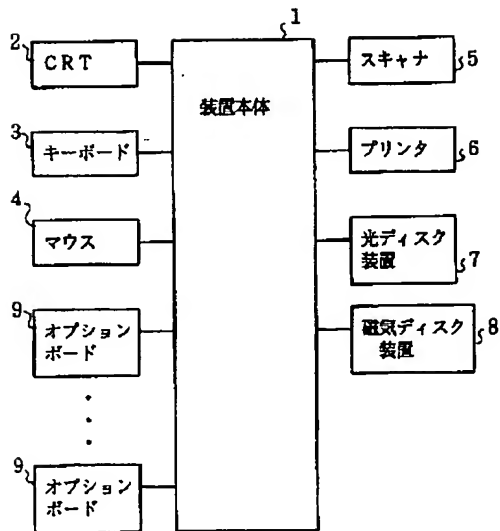 1
2
CRT
装置本体
スキャナ
5
3
キーボード
プリンタ
6
4
マウス
光ディスク
装置
7
9
オプション
ボード
磁気ディスク
装置
8
9
オプション
ボード